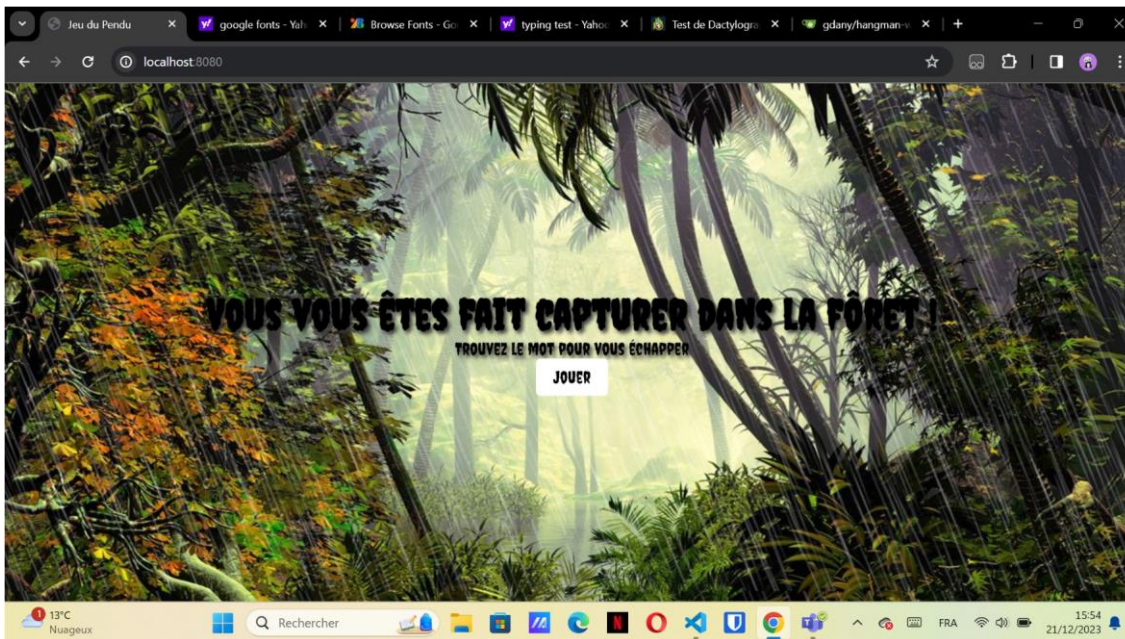 Jeu du Pendu
google fonts - Yah
Browse Fonts - Go
typing test - Yahoo
Test de Dactylogra
gdany/hangman-w
localhost:8080
VOUS VOUS ÊTES FAIT CAPTURER DANS LA FÔRET !
TROUVEZ LE MOT POUR VOUS ÉCHAPPER
JOUER
1
13°C
Nuageux
Rechercher
FRA
15:54
21/12/2023